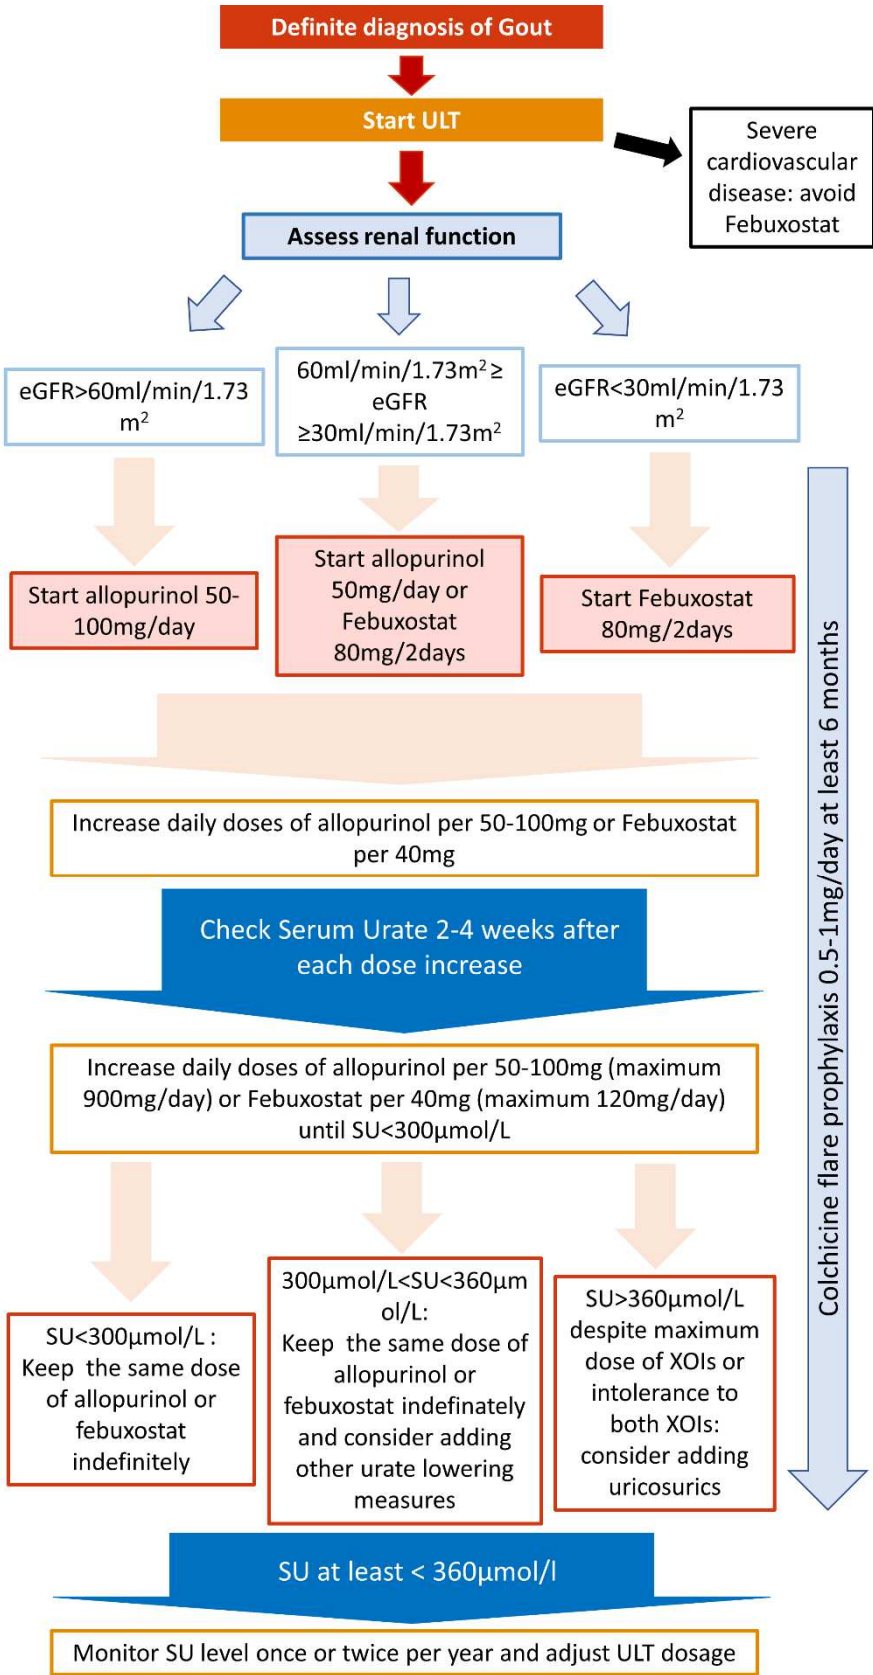 Definite diagnosis of Gout
Start ULT
Severe
cardiovascular
disease: avoid
Febuxostat
Assess renal function
eGFR>60ml/min/1.73
m²
60ml/min/1.73m² ≥
eGFR
≥30ml/min/1.73m²
eGFR<30ml/min/1.73
m²
Start allopurinol 50-
100mg/day
Start allopurinol
50mg/day or
Febuxostat
80mg/2days
Start Febuxostat
80mg/2days
Colchicine flare prophylaxis 0.5-1mg/day at least 6 months
Increase daily doses of allopurinol per 50-100mg or Febuxostat
per 40mg
Check Serum Urate 2-4 weeks after
each dose increase
Increase daily doses of allopurinol per 50-100mg (maximum
900mg/day) or Febuxostat per 40mg (maximum 120mg/day)
until SU<300µmol/L
SU<300µmol/L :
Keep the same dose
of allopurinol or
febuxostat
indefinitely
300µmol/L<SU<360µm
ol/L:
Keep the same dose of
allopurinol or
febuxostat indefinately
and consider adding
other urate lowering
measures
SU>360µmol/L
despite maximum
dose of XOIs or
intolerance to
both XOIs:
consider adding
uricosurics
SU at least < 360µmol/l
Monitor SU level once or twice per year and adjust ULT dosage